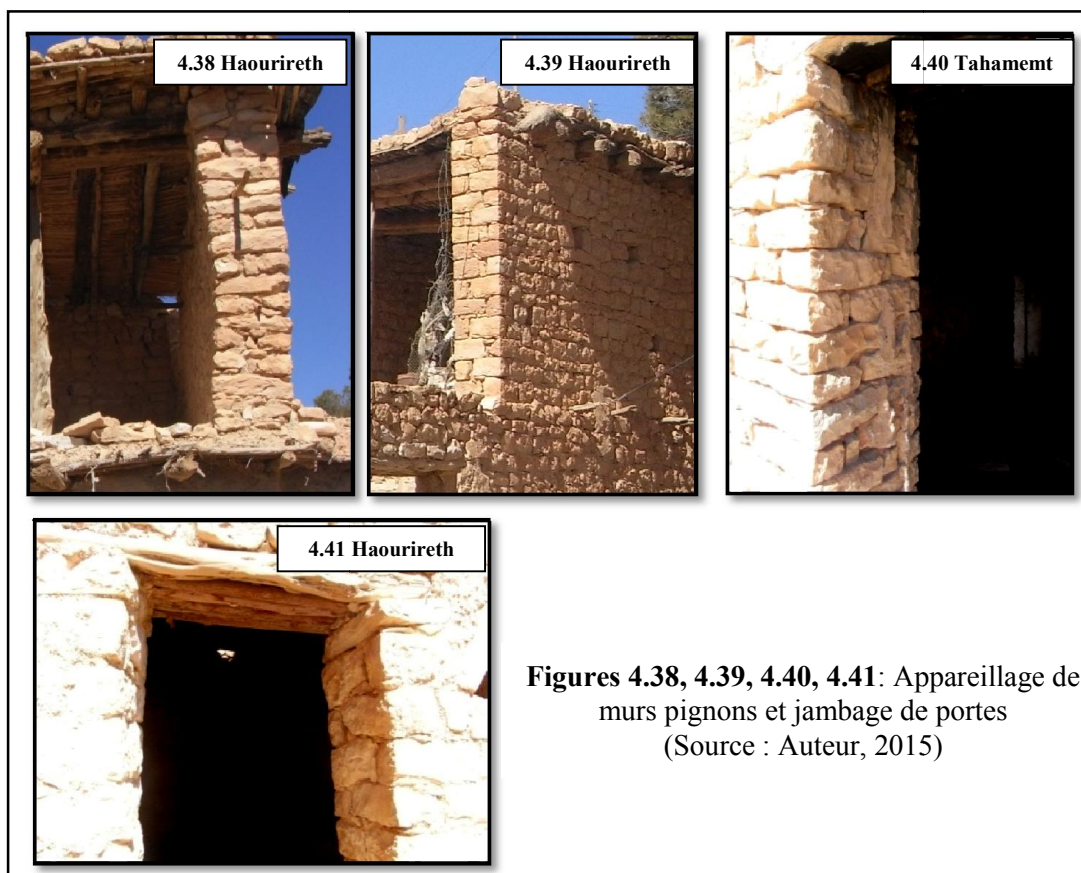 4.38 Haourireth
4.39 Haourireth
4.40 Tahamemt
4.41 Haourireth
Figures 4.38, 4.39, 4.40, 4.41: Appareillage de
murs pignons et jambage de portes
(Source : Auteur, 2015)